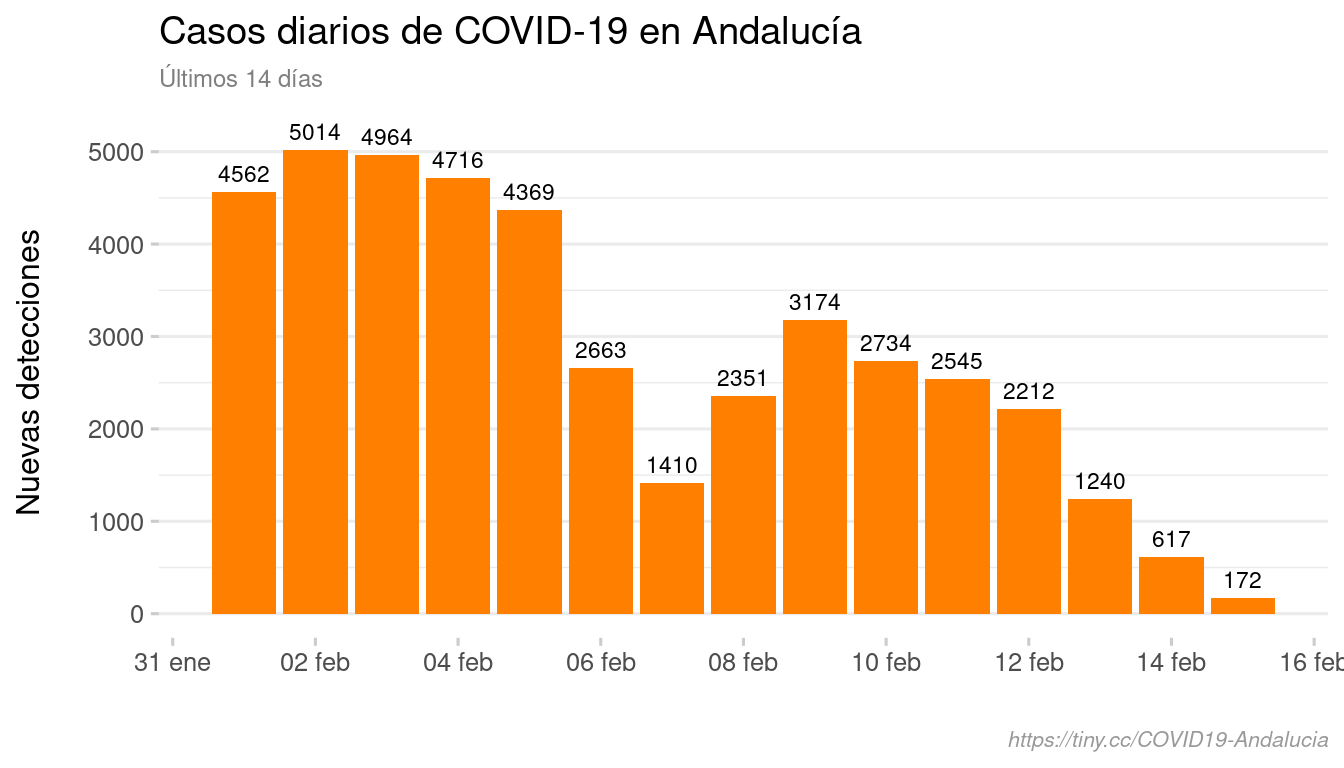 Casos diarios de COVID-19 en Andalucía
Últimos 14 días
Nuevas detecciones
5000
4000
3000
2000
1000
0
4562
5014
4964
4716
4369
2663
1410
2351
3174
2734
2545
2212
1240
617
172
31 ene
02 feb
04 feb
06 feb
08 feb
10 feb
12 feb
14 feb
16 feb
https://tiny.cc/COVID19-Andalucia